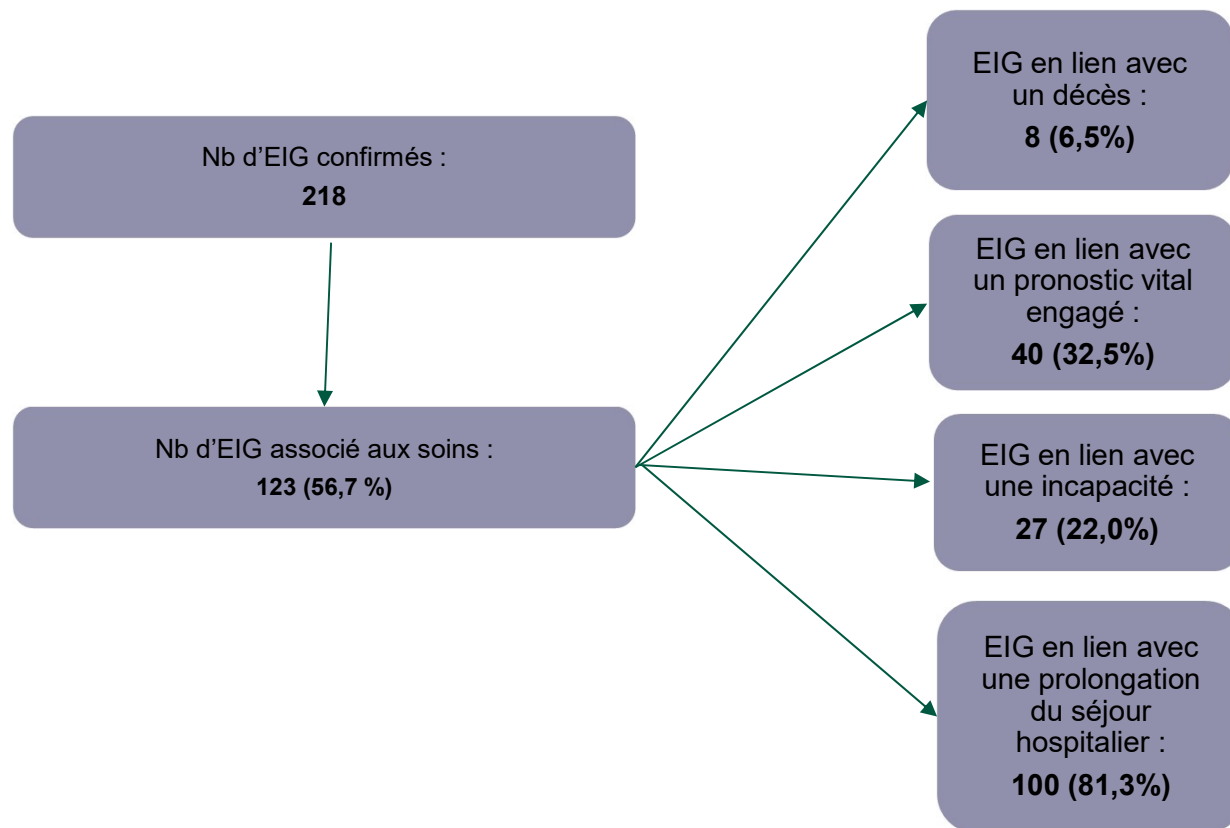 Nb d’EIG confirmés :
218
Nb d’EIG associé aux soins :
123 (56,7 %)
EIG en lien avec
un décès :
8 (6,5%)
EIG en lien avec
un pronostic vital
engagé :
40 (32,5%)
EIG en lien avec
une incapacité :
27 (22,0%)
EIG en lien avec
une prolongation
du séjour
hospitalier :
100 (81,3%)